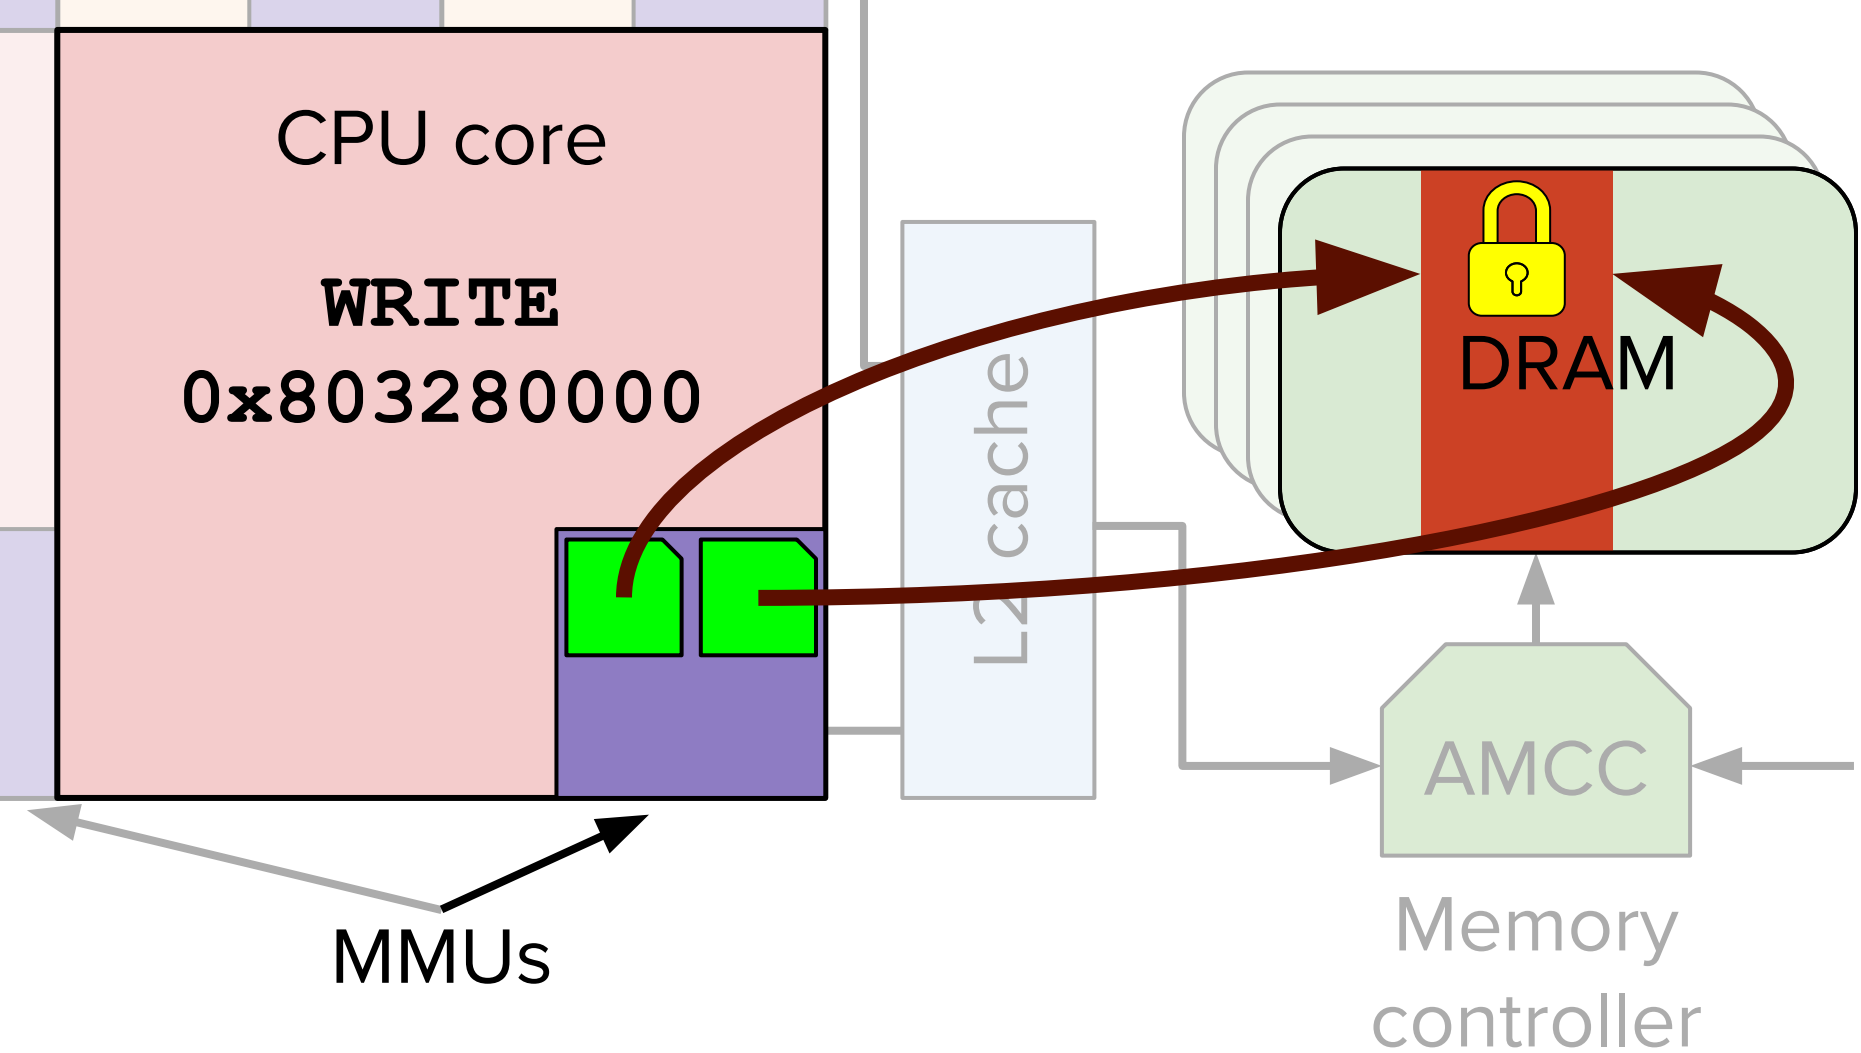 CPU core
WRITE
0x803280000
L2 cache
DRAM
AMCC
MMUs
Memory
controller